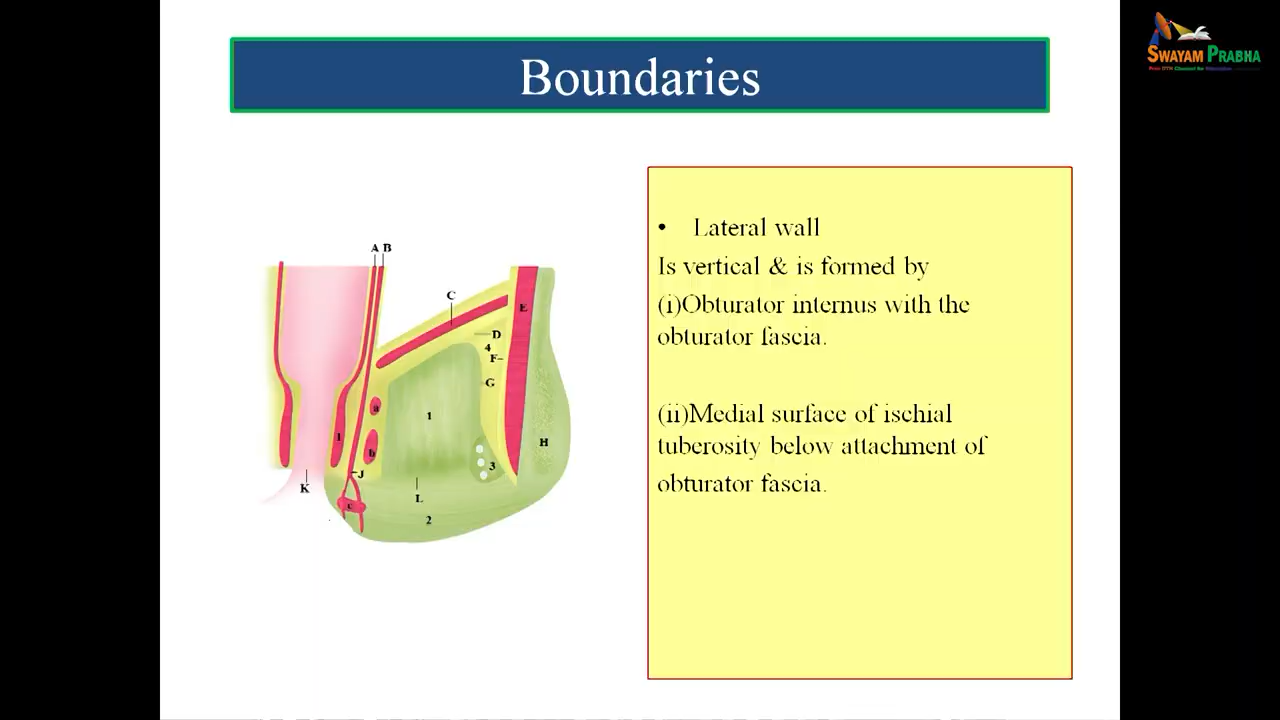 SWAYAM PRABHA
Boundaries
• Lateral wall
Is vertical & is formed by
(i)Obturator internus with the
obturator fascia.
(ii)Medial surface of ischial
tuberosity below attachment of
obturator fascia.
A B
C
E
D
4
F
G
a
1
1
H
b
3
J
K
L
c
2